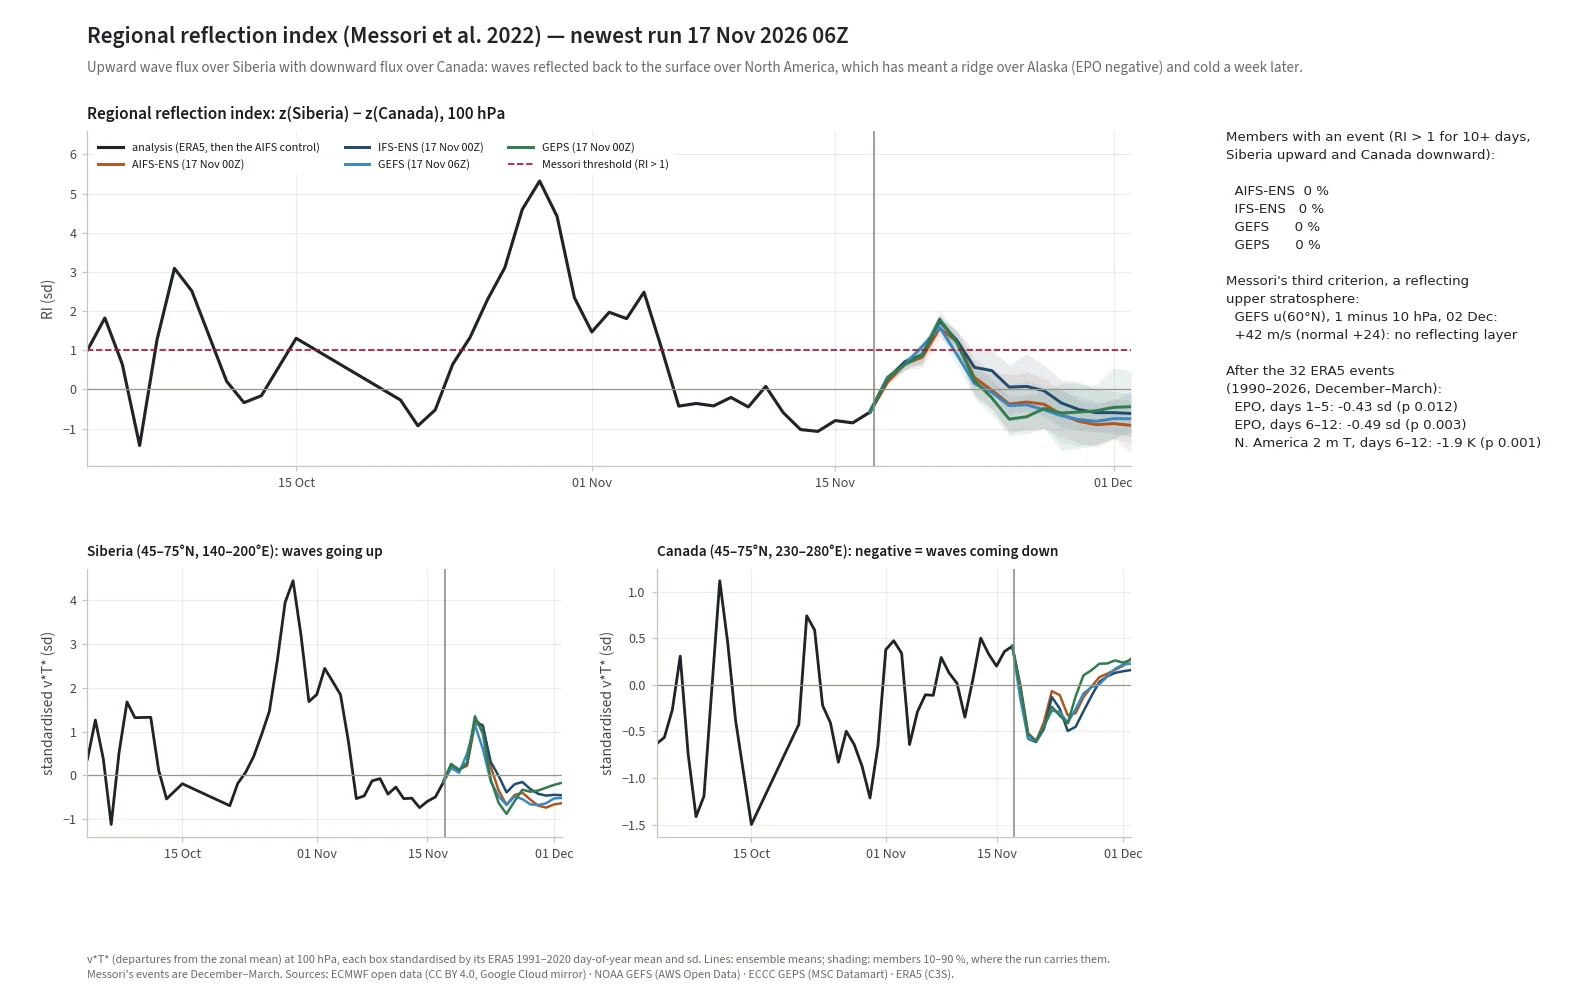 Regional reflection index (Messori et al. 2022) — newest run 17 Nov 2026 06Z
Upward wave flux over Siberia with downward flux over Canada: waves reflected back to the surface over North America, which has meant a ridge over Alaska (EPO negative) and cold a week later.
Regional reflection index: z(Siberia) − z(Canada), 100 hPa
analysis (ERA5, then the AIFS control)
AIFS-ENS (17 Nov 00Z)
IFS-ENS (17 Nov 00Z)
GEFS (17 Nov 06Z)
GEPS (17 Nov 00Z)
Messori threshold (RI > 1)
RI (sd)
6
5
4
3
2
1
0
−1
15 Oct
01 Nov
15 Nov
01 Dec
Members with an event (RI > 1 for 10+ days,
Siberia upward and Canada downward):
AIFS-ENS 0 %
IFS-ENS 0 %
GEFS 0 %
GEPS 0 %
Messori's third criterion, a reflecting
upper stratosphere:
GEFS u(60°N), 1 minus 10 hPa, 02 Dec:
+42 m/s (normal +24): no reflecting layer
After the 32 ERA5 events
(1990–2026, December–March):
EPO, days 1–5: -0.43 sd (p 0.012)
EPO, days 6–12: -0.49 sd (p 0.003)
N. America 2 m T, days 6–12: -1.9 K (p 0.001)
Siberia (45–75°N, 140–200°E): waves going up
standardised v*T* (sd)
4
3
2
1
0
−1
15 Oct
01 Nov
15 Nov
01 Dec
Canada (45–75°N, 230–280°E): negative = waves coming down
standardised v*T* (sd)
1.0
0.5
0.0
−0.5
−1.0
−1.5
15 Oct
01 Nov
15 Nov
01 Dec
v*T* (departures from the zonal mean) at 100 hPa, each box standardised by its ERA5 1991–2020 day-of-year mean and sd. Lines: ensemble means; shading: members 10–90 %, where the run carries them.
Messori's events are December–March. Sources: ECMWF open data (CC BY 4.0, Google Cloud mirror) · NOAA GEFS (AWS Open Data) · ECCC GEPS (MSC Datamart) · ERA5 (C3S).